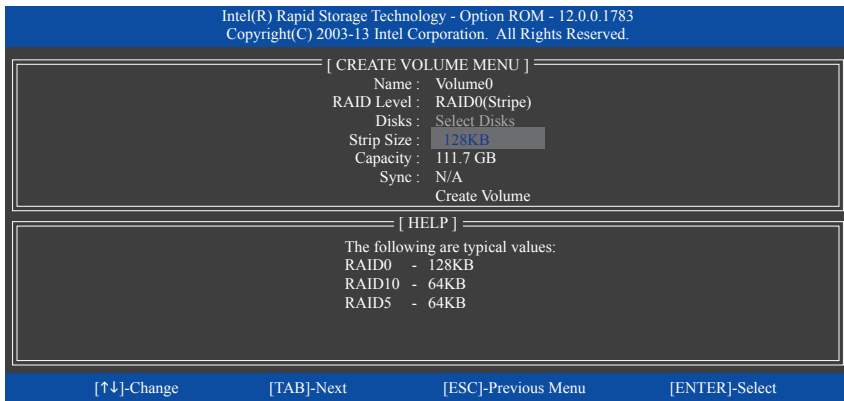 Intel(R) Rapid Storage Technology - Option ROM - 12.0.0.1783
Copyright(C) 2003-13 Intel Corporation.  All Rights Reserved.
[ CREATE VOLUME MENU ]
Name :  Volume0
RAID Level :  RAID0(Stripe)
Disks :  Select Disks
Strip Size :  128KB
Capacity :  111.7 GB
Sync :  N/A
Create Volume
[ HELP ]
The following are typical values:
RAID0  -  128KB
RAID10  -  64KB
RAID5  -  64KB
[↑↓]-Change  [TAB]-Next  [ESC]-Previous Menu  [ENTER]-Select